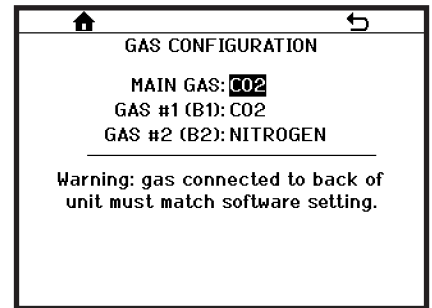 GAS CONFIGURATION
MAIN GAS: CO2
GAS #1 (B1): CO2
GAS #2 (B2): NITROGEN
Warning: gas connected to back of
unit must match software setting.